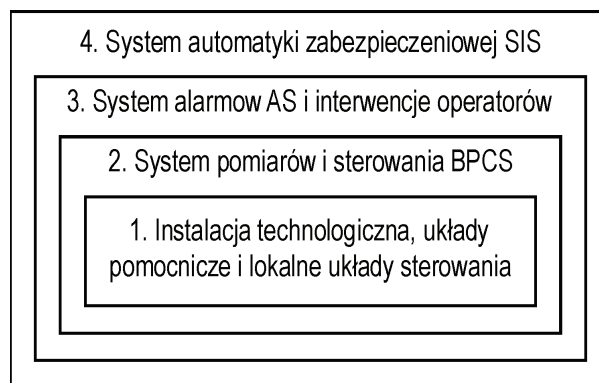 4. System automatyki zabezpieczeniowej SIS
3. System alarmow AS i interwencje operatorów
2. System pomiarów i sterowania BPCS
1. Instalacja technologiczna, układy
pomocnicze i lokalne układy sterowania